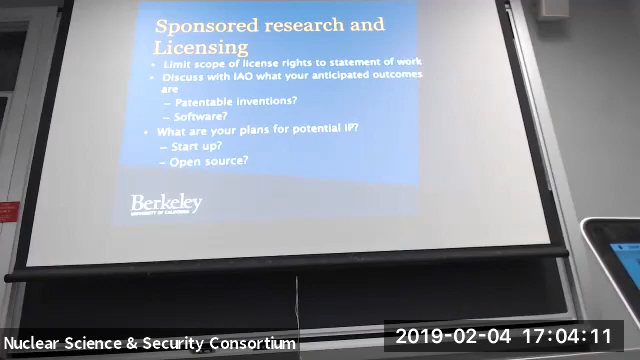 Sponsored research and
Licensing
• Limit scope of license rights to statement of work
• Discuss with IAO what your anticipated outcomes
are
– Patentable inventions?
– Software?
• What are your plans for potential IP?
– Start up?
– Open source?
Berkeley
UNIVERSITY OF CALIFORNIA
Nuclear Science & Security Consortium
2019-02-04 17:04:11